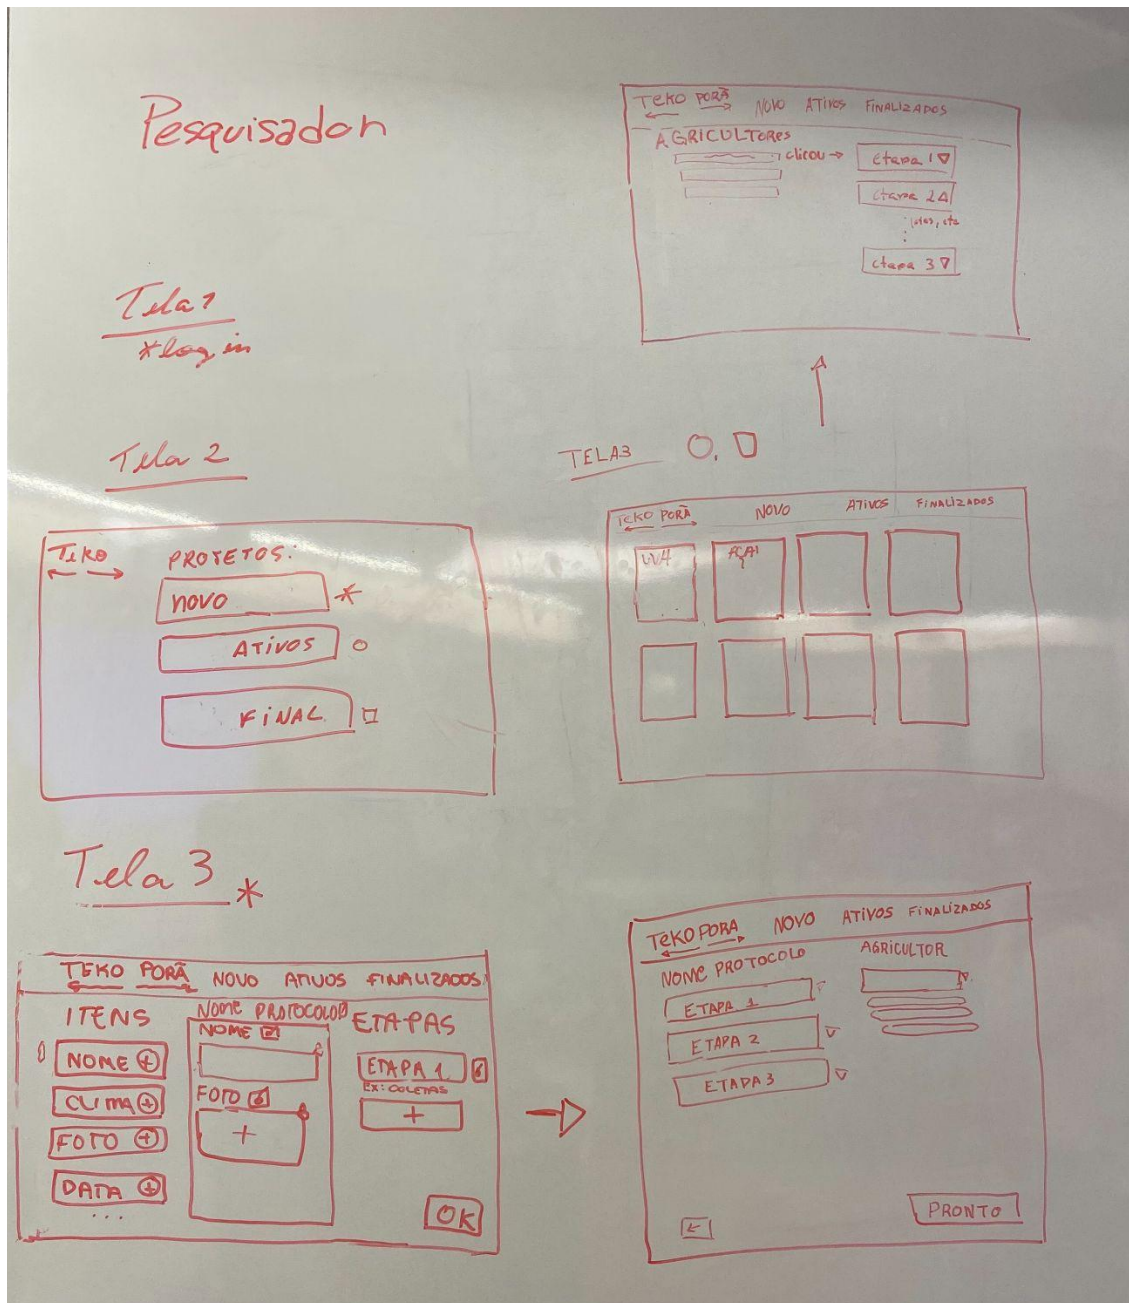 Pesquisador
Tela 1
*log in
Tela 2
TEKO
PROJETOS:
novo *
ATIVOS
FINAL
TEKO PORÃ NOVO ATIVOS FINALIZADOS
AGRICULTORES
clicou →
Etapa 1
Etapa 2
etapa 3
TELA3
TEKO PORÃ NOVO ATIVOS FINALIZADOS
UVA AÇAÍ
Tela 3 *
TEKO PORÃ NOVO ATIVOS FINALIZADOS
ITENS
NOME +
CLIMA +
FOTO +
DATA +
...
NOME PROTOCOLO
NOME
FOTO
+
ETAPAS
ETAPA 1
EX: COLETAS
+
OK
TEKO PORA NOVO ATIVOS FINALIZADOS
NOME PROTOCOLO
ETAPA 1
ETAPA 2
ETAPA 3
AGRICULTOR
←
PRONTO